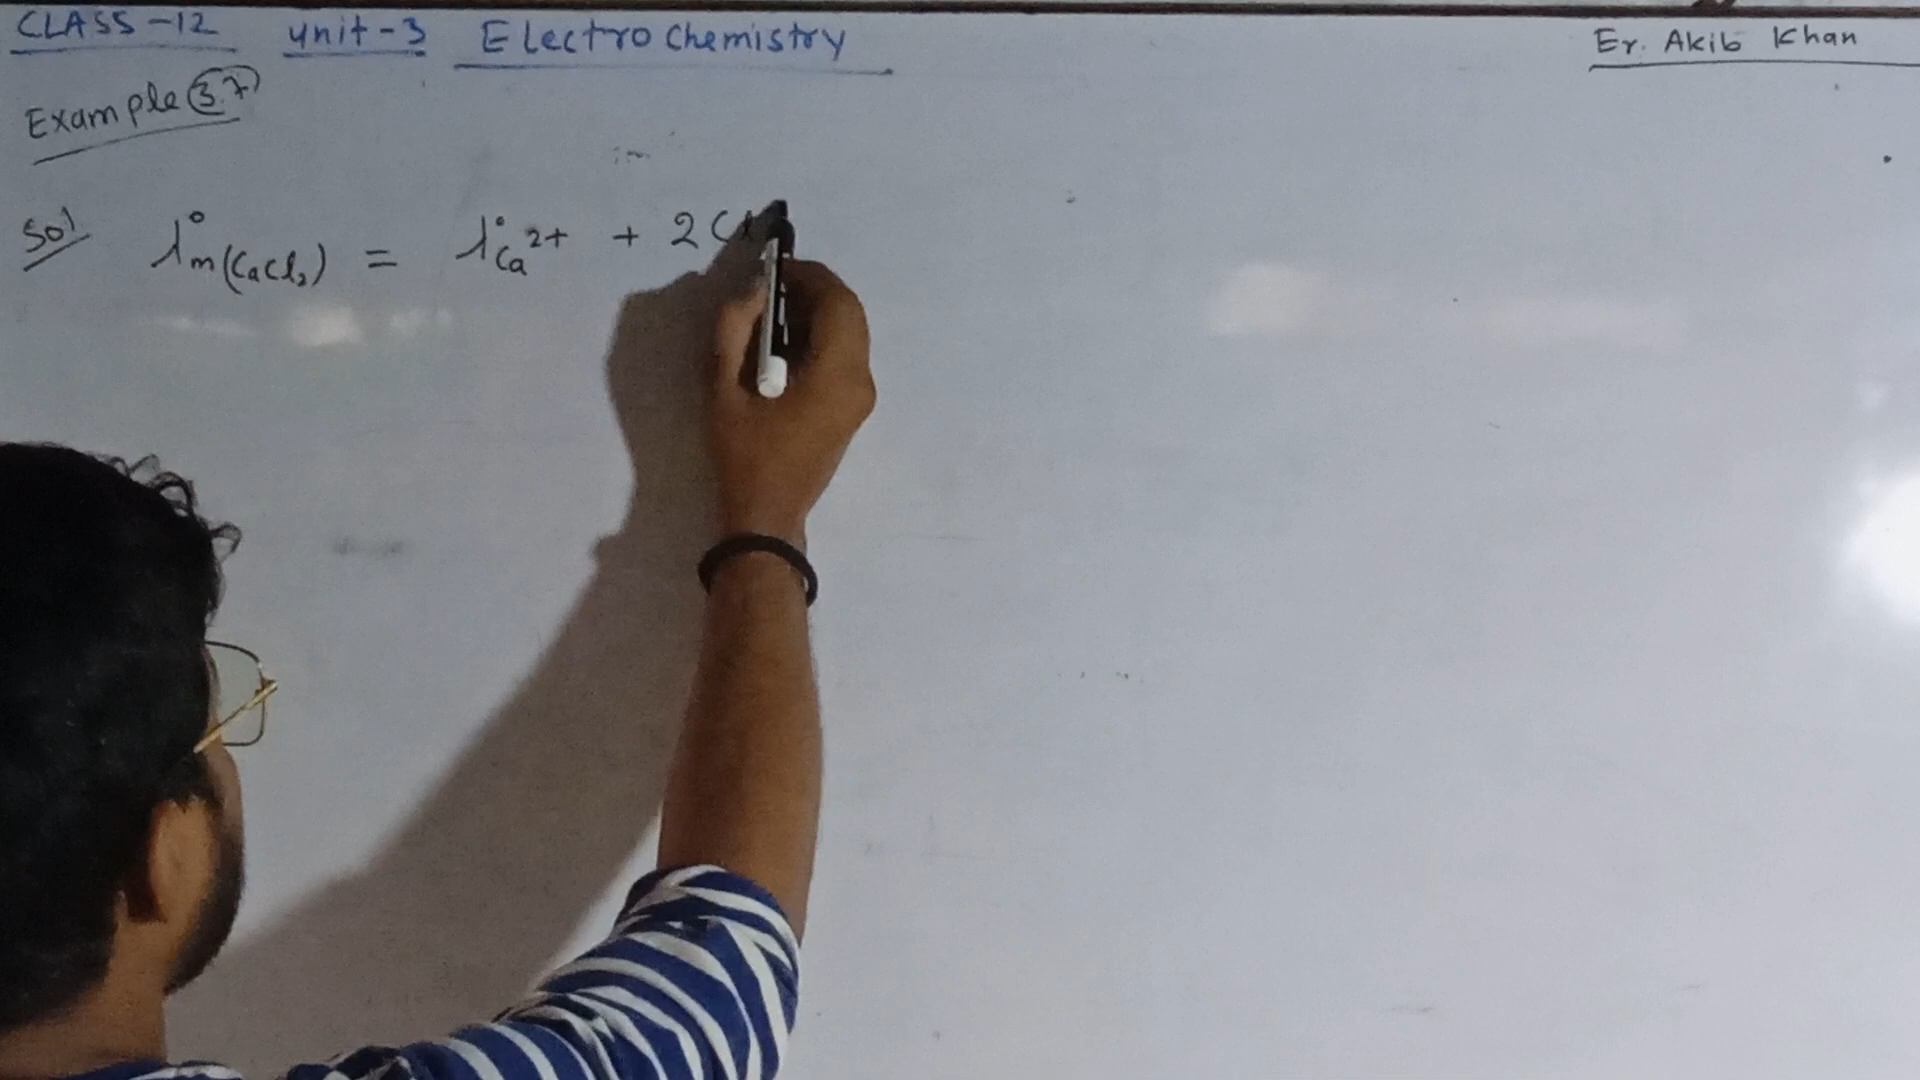 CLASS-12 unit-3 Electro Chemistry Er. Akib Khan
Example 3.7
Sol λ°m(CaCl₂) = λ°Ca²⁺ + 2